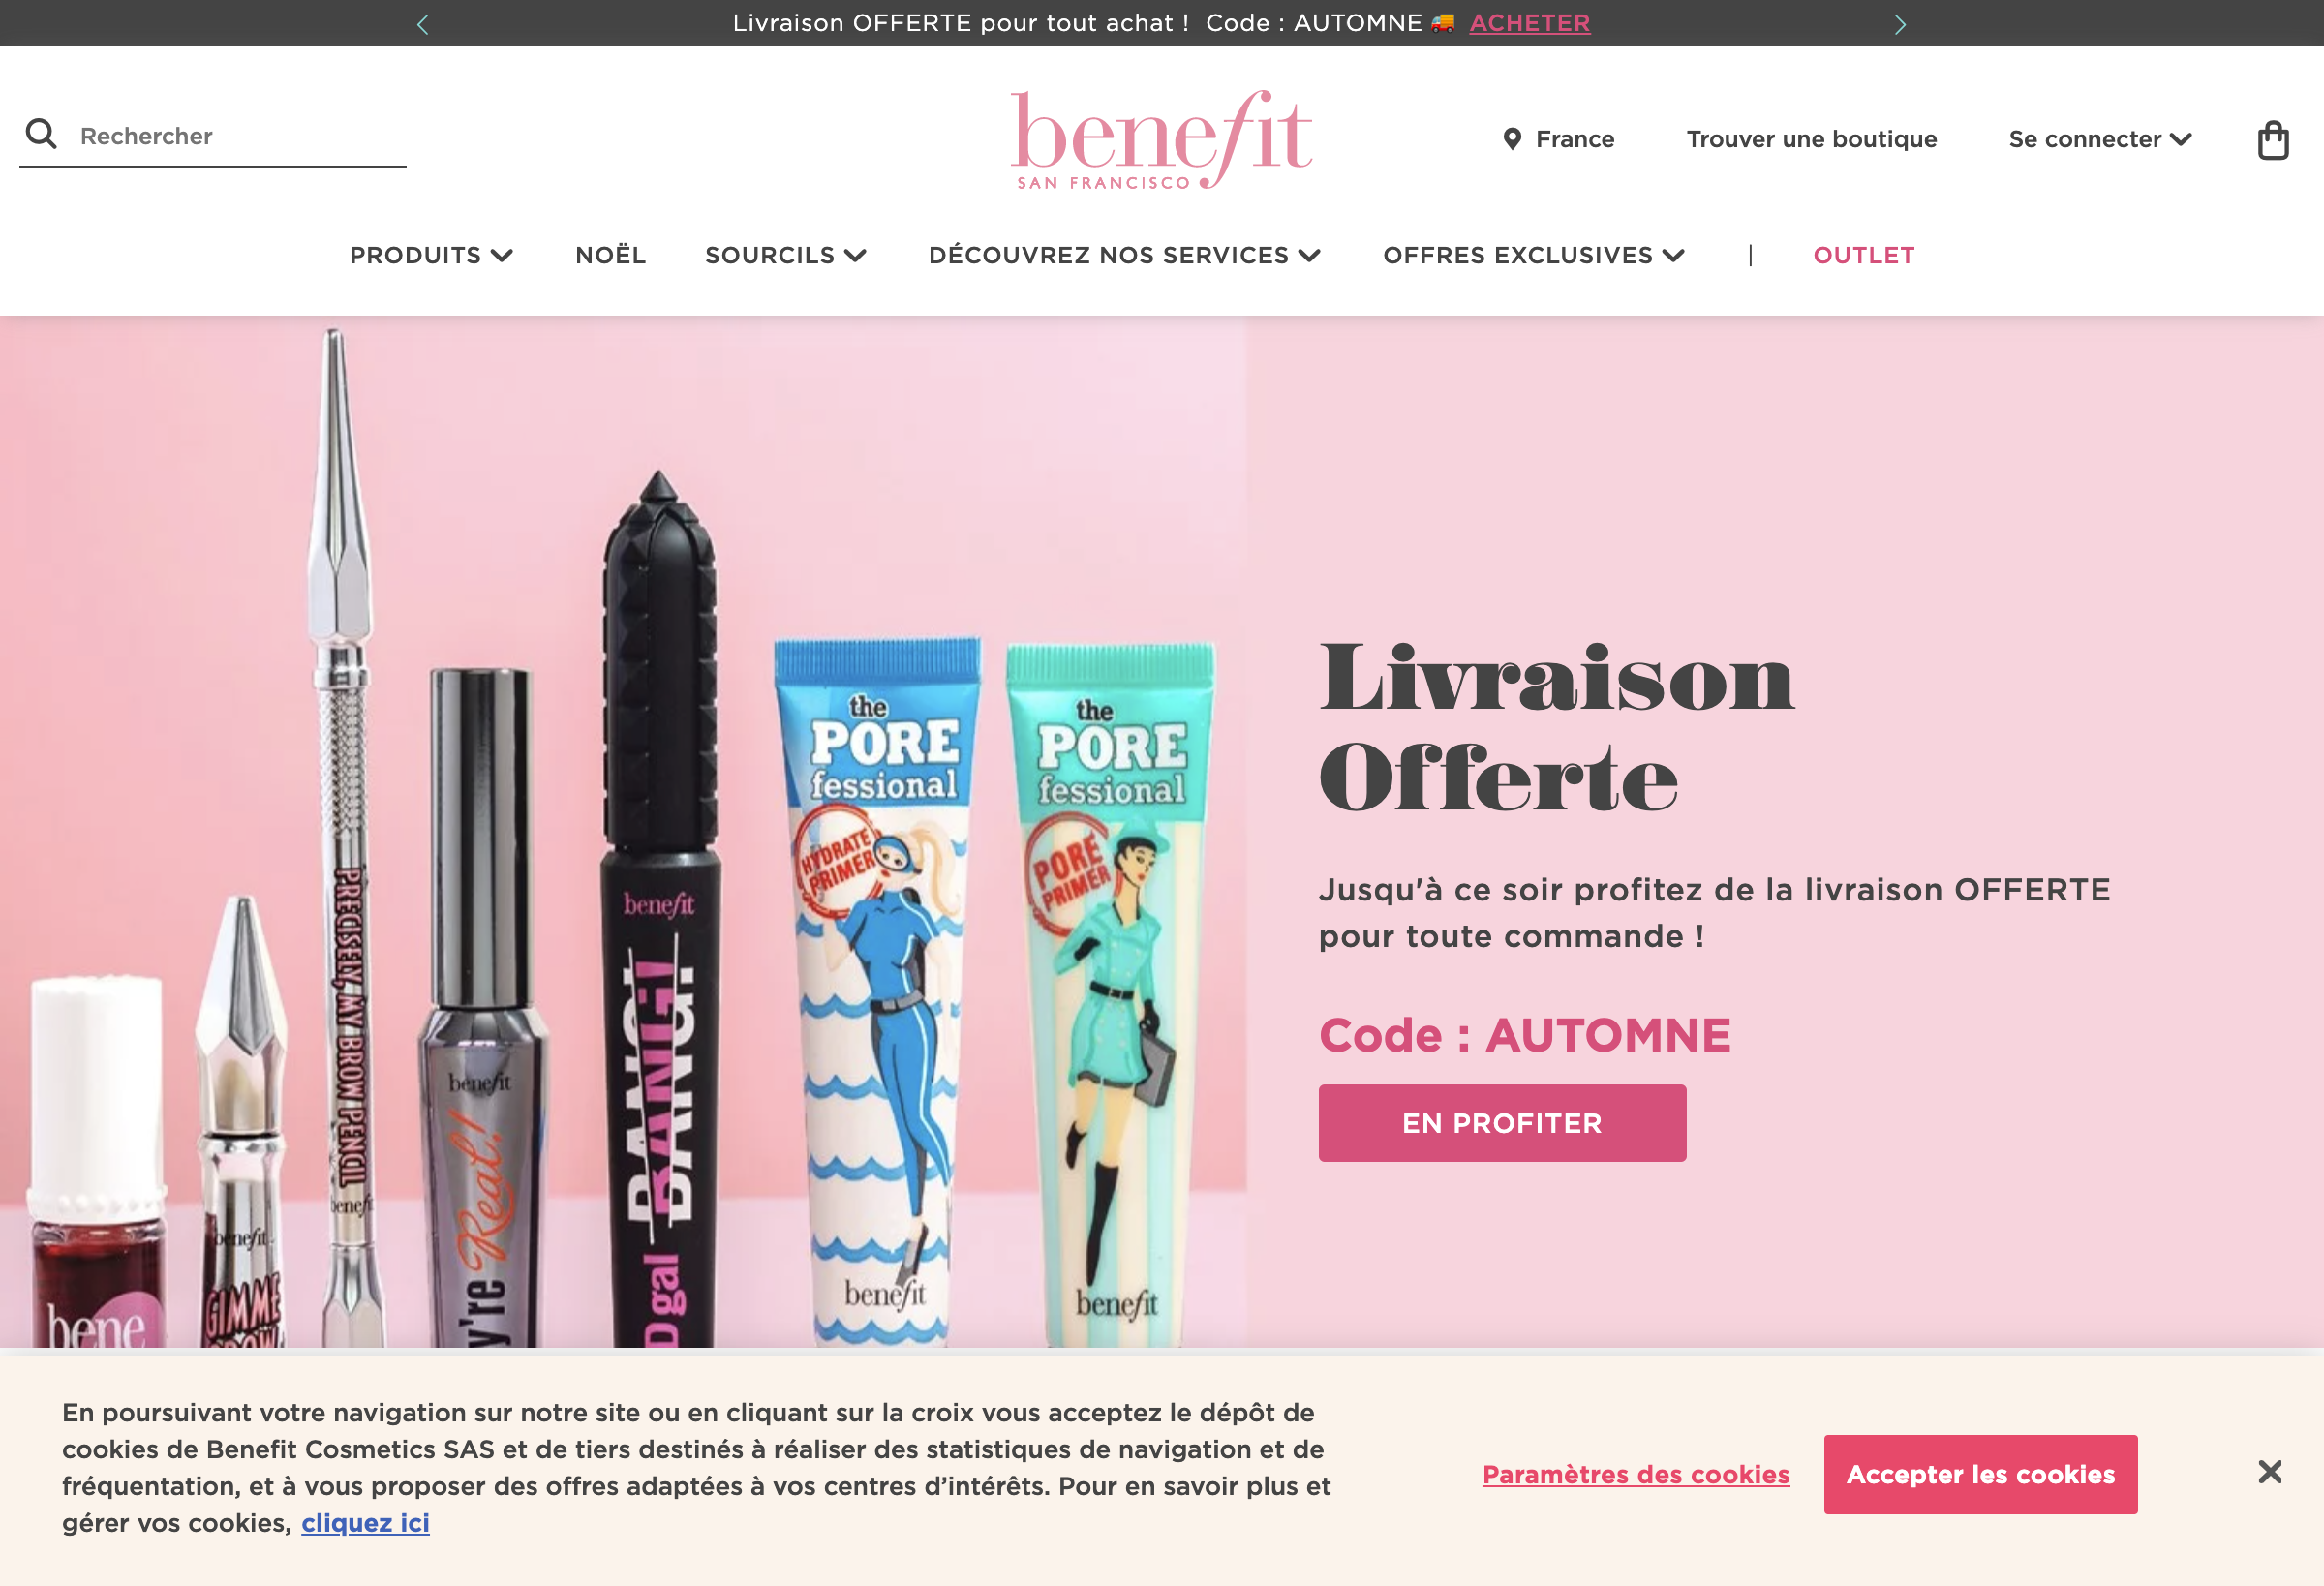 Livraison OFFERTE pour tout achat ! Code : AUTOMNE 🚚 ACHETER
Rechercher
benefit
SAN FRANCISCO
France
Trouver une boutique
Se connecter
PRODUITS
NOËL
SOURCILS
DÉCOUVREZ NOS SERVICES
OFFRES EXCLUSIVES
|
OUTLET
bene
benefit
GIMME
BROW
PRECISELY, MY BROW PENCIL
benefit
benefit
y're Real!
benefit
D gal BANG!
the
PORE
fessional
HYDRATE
PRIMER
benefit
the
PORE
fessional
PORE
PRIMER
benefit
Livraison
Offerte
Jusqu'à ce soir profitez de la livraison OFFERTE
pour toute commande !
Code : AUTOMNE
EN PROFITER
En poursuivant votre navigation sur notre site ou en cliquant sur la croix vous acceptez le dépôt de
cookies de Benefit Cosmetics SAS et de tiers destinés à réaliser des statistiques de navigation et de
fréquentation, et à vous proposer des offres adaptées à vos centres d’intérêts. Pour en savoir plus et
gérer vos cookies, cliquez ici
Paramètres des cookies
Accepter les cookies